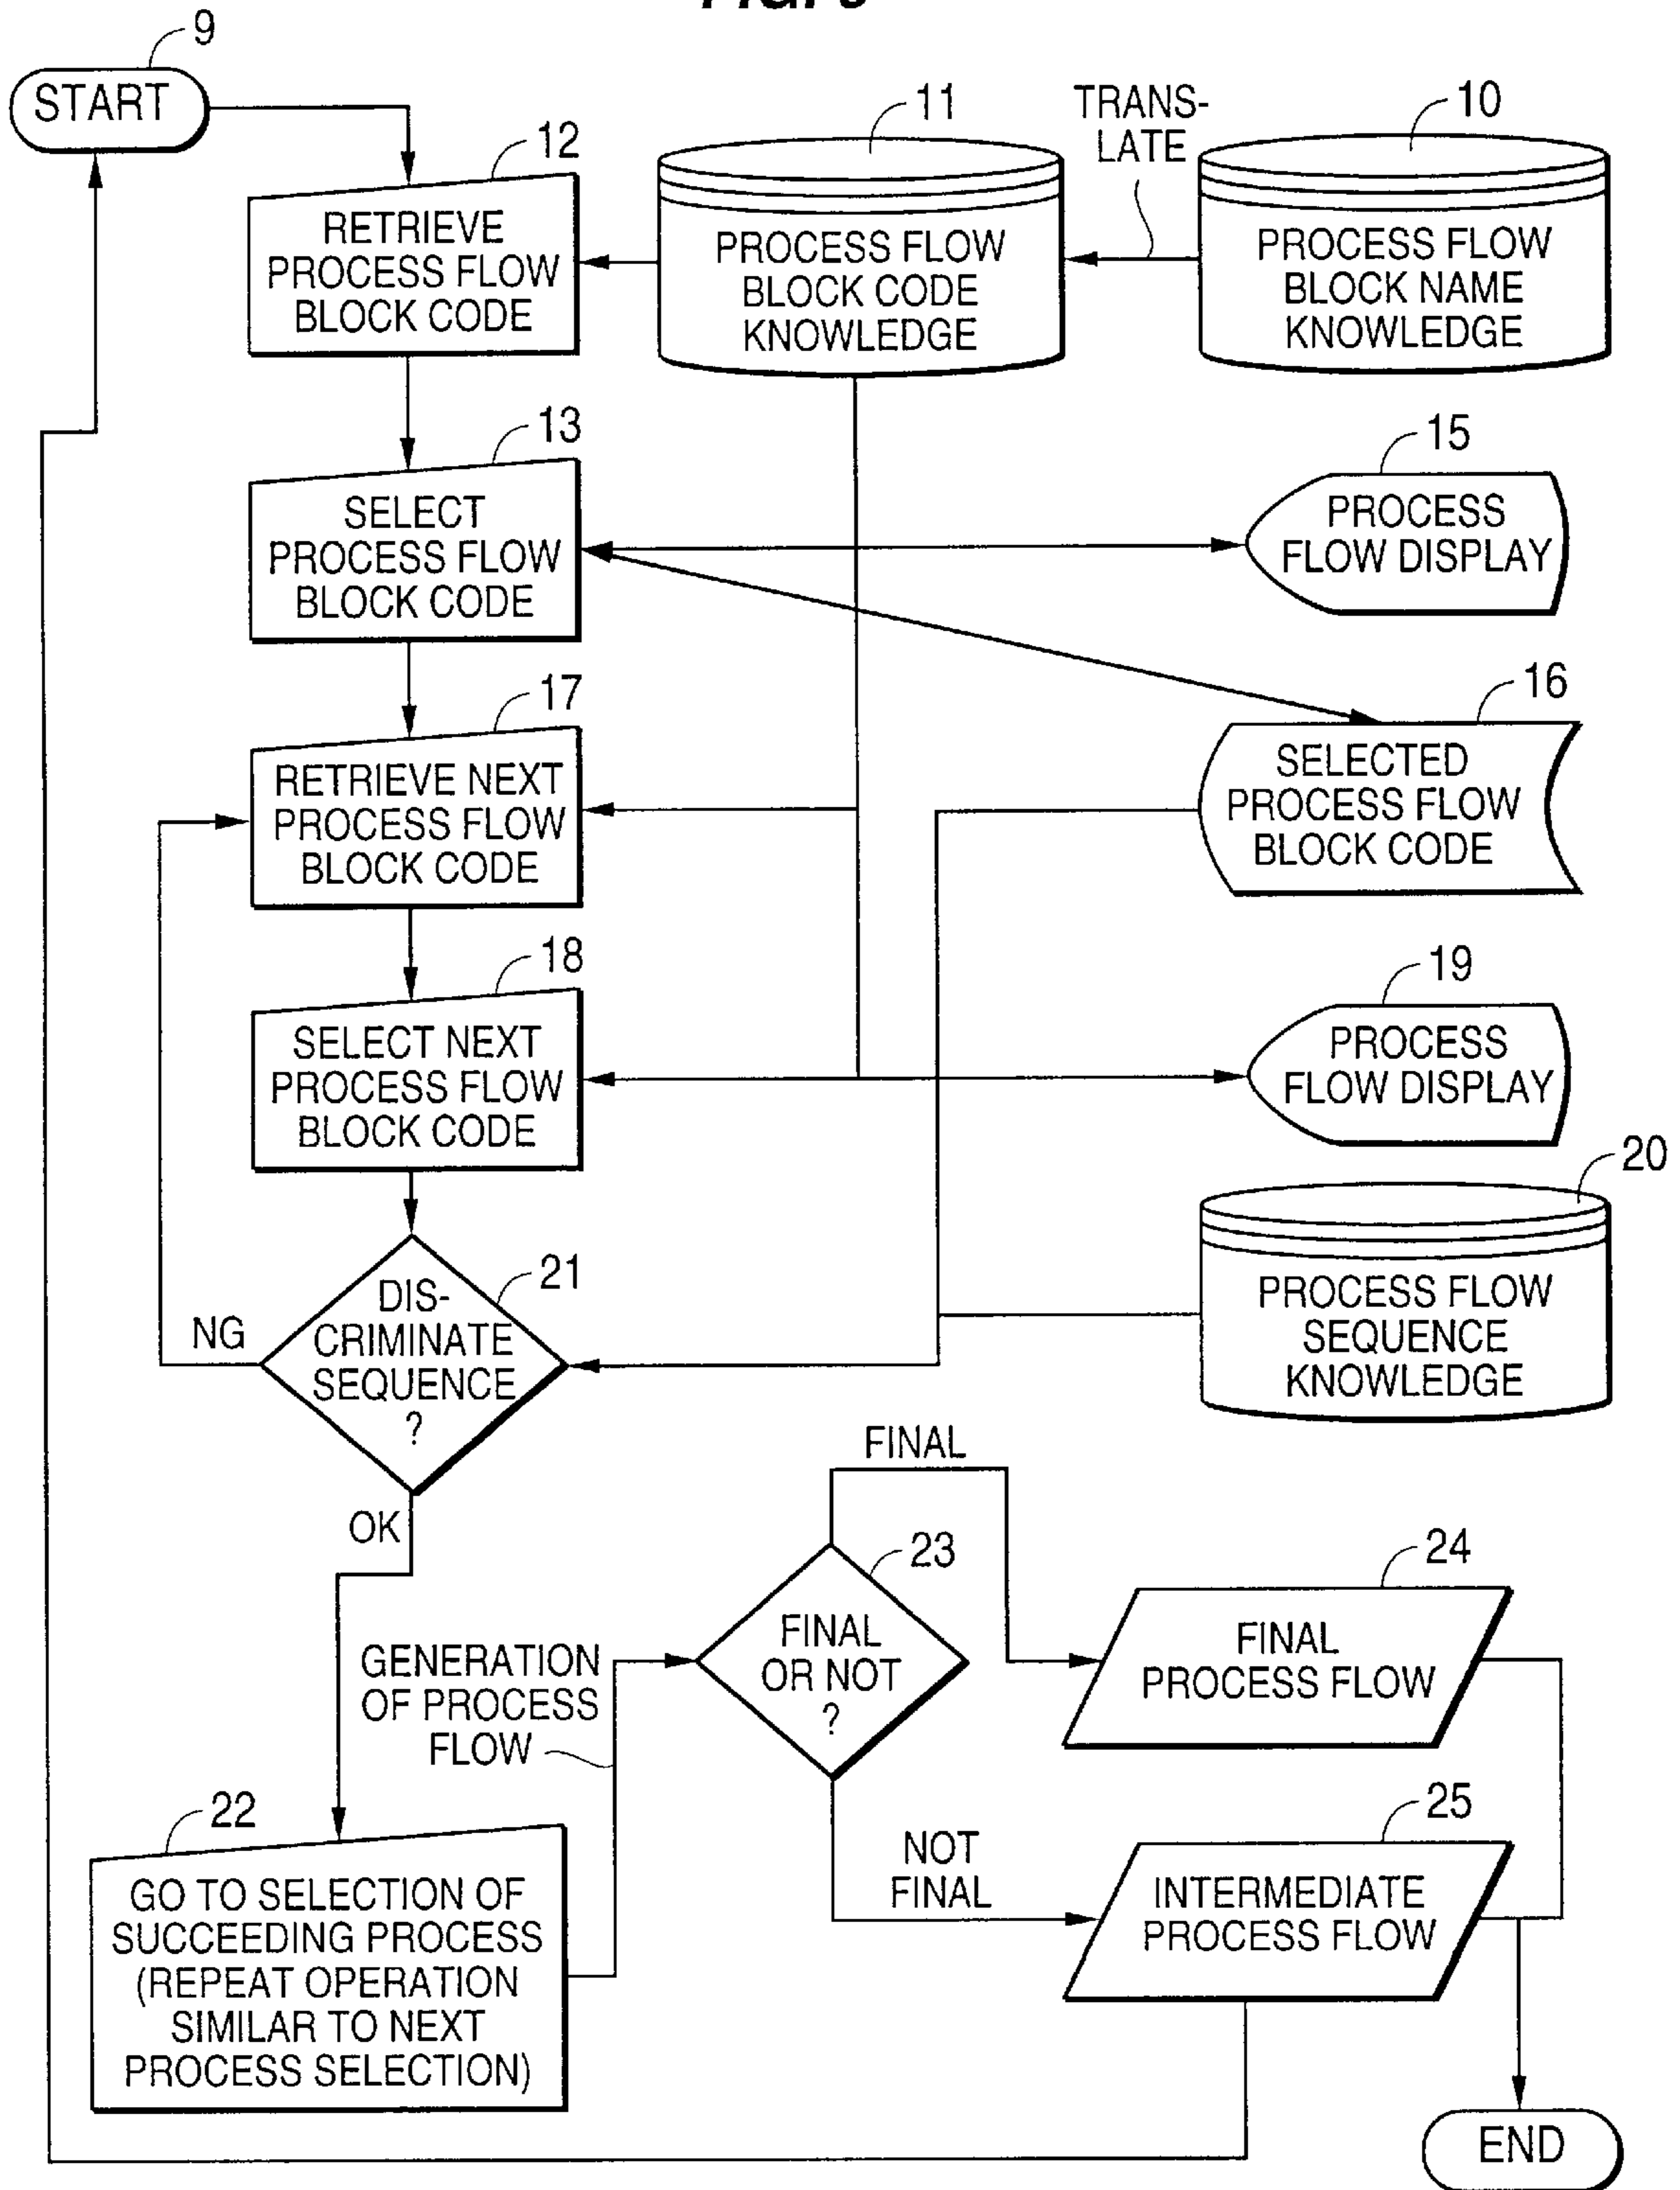 9
START
12
RETRIEVE
PROCESS FLOW
BLOCK CODE
11
PROCESS FLOW
BLOCK CODE
KNOWLEDGE
TRANS-
LATE
10
PROCESS FLOW
BLOCK NAME
KNOWLEDGE
13
SELECT
PROCESS FLOW
BLOCK CODE
15
PROCESS
FLOW DISPLAY
16
SELECTED
PROCESS FLOW
BLOCK CODE
17
RETRIEVE NEXT
PROCESS FLOW
BLOCK CODE
18
SELECT NEXT
PROCESS FLOW
BLOCK CODE
19
PROCESS
FLOW DISPLAY
20
PROCESS FLOW
SEQUENCE
KNOWLEDGE
21
DIS-
CRIMINATE
SEQUENCE
?
NG
OK
22
GO TO SELECTION OF
SUCCEEDING PROCESS
(REPEAT OPERATION
SIMILAR TO NEXT
PROCESS SELECTION)
GENERATION
OF PROCESS
FLOW
23
FINAL
OR NOT
?
FINAL
24
FINAL
PROCESS FLOW
NOT
FINAL
25
INTERMEDIATE
PROCESS FLOW
END